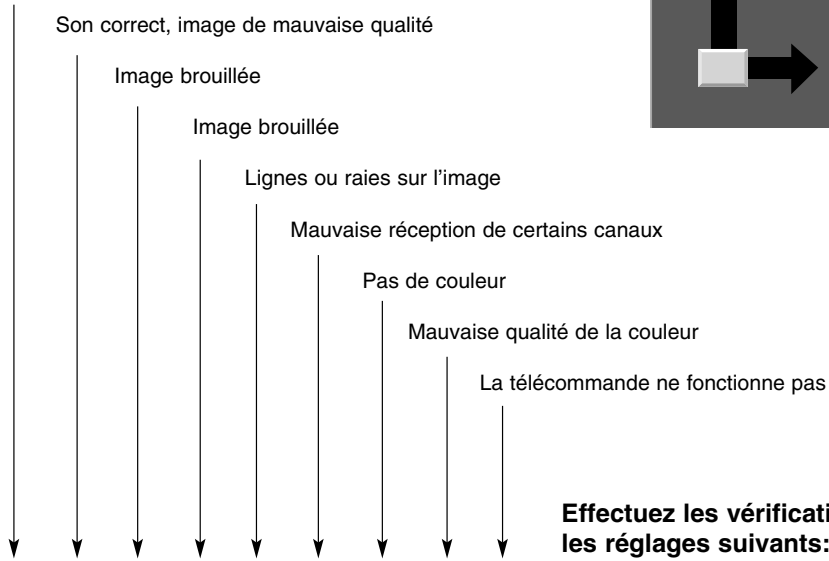 Son correct, image de mauvaise qualité
Image brouillée
Image brouillée
Lignes ou raies sur l'image
Mauvaise réception de certains canaux
Pas de couleur
Mauvaise qualité de la couleur
La télécommande ne fonctionne pas
Effectuez les vérificati
les réglages suivants: